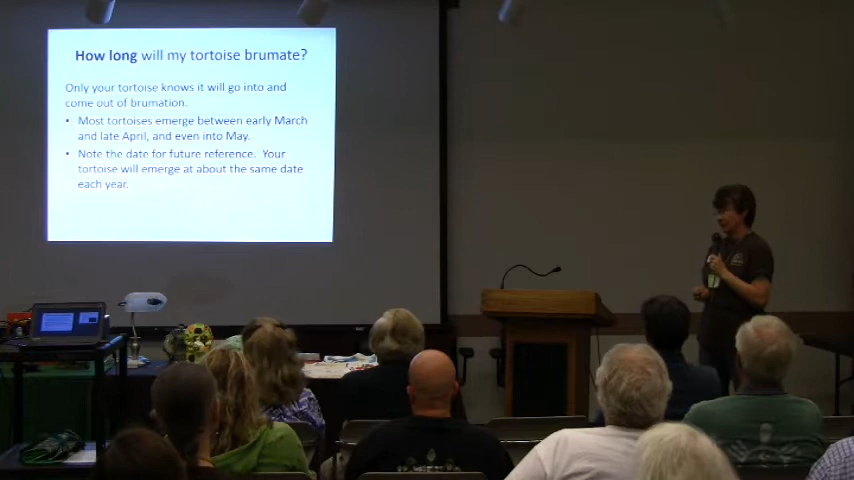 How long will my tortoise brumate?
Only your tortoise knows it will go into and
come out of brumation.
• Most tortoises emerge between early March
and late April, and even into May.
• Note the date for future reference.  Your
tortoise will emerge at about the same date
each year.